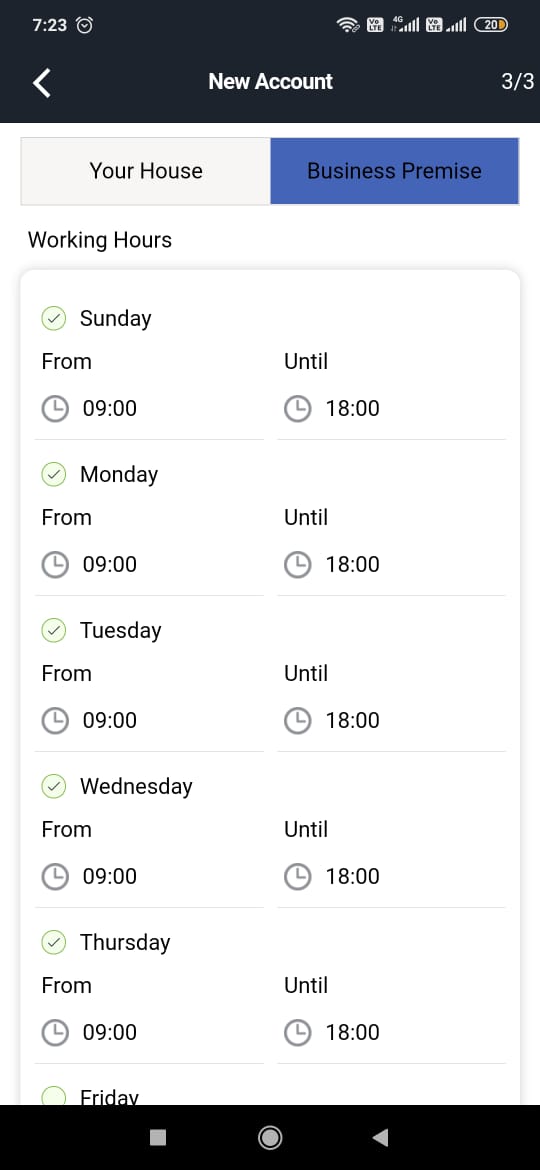 7:23 Vo LTE 4G Vo LTE 20
New Account 3/3
Your House Business Premise
Working Hours
Sunday
From Until
09:00 18:00
Monday
From Until
09:00 18:00
Tuesday
From Until
09:00 18:00
Wednesday
From Until
09:00 18:00
Thursday
From Until
09:00 18:00
Friday